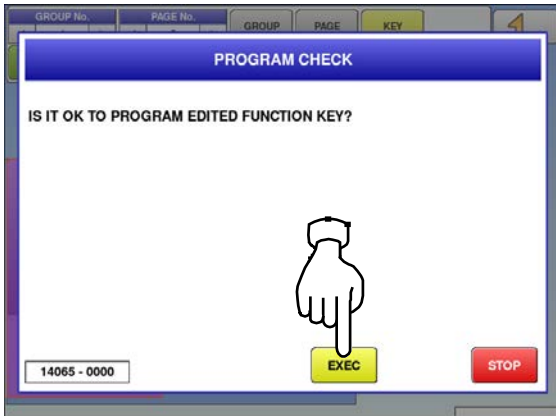 GROUP No. PAGE No.
GROUP PAGE KEY
PROGRAM CHECK
IS IT OK TO PROGRAM EDITED FUNCTION KEY?
14065 - 0000 EXEC STOP